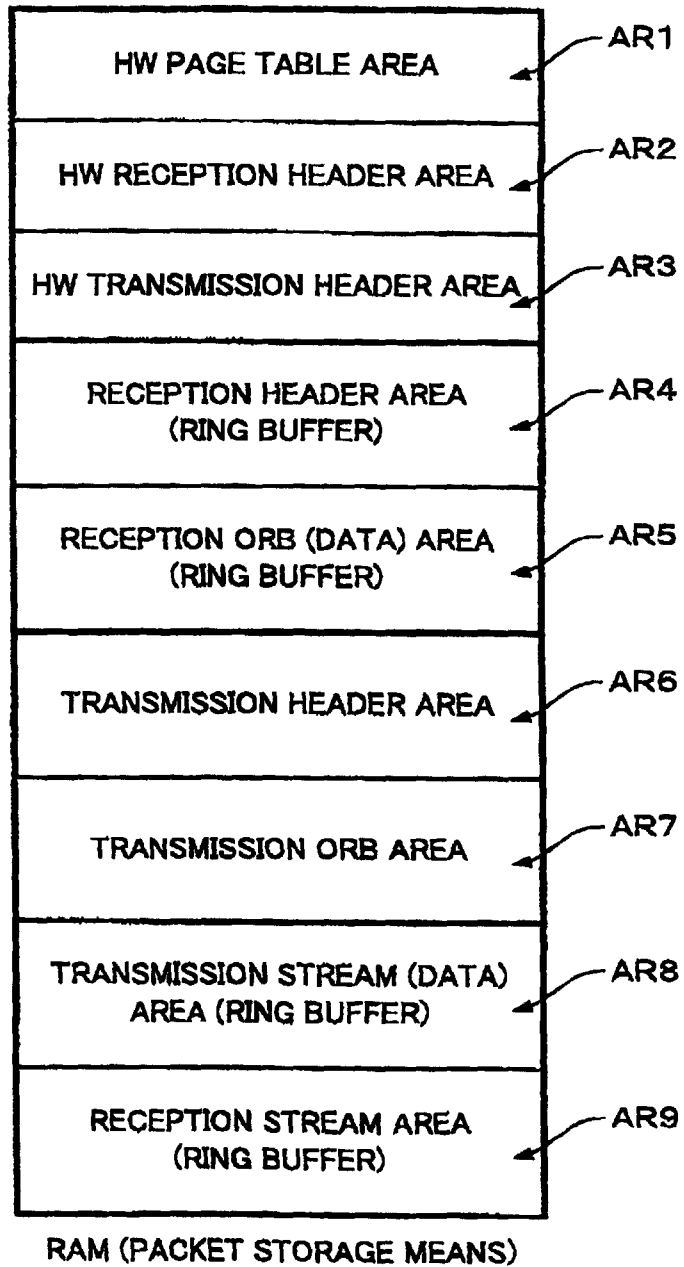 HW PAGE TABLE AREA
AR1
HW RECEPTION HEADER AREA
AR2
HW TRANSMISSION HEADER AREA
AR3
RECEPTION HEADER AREA
(RING BUFFER)
AR4
RECEPTION ORB (DATA) AREA
(RING BUFFER)
AR5
TRANSMISSION HEADER AREA
AR6
TRANSMISSION ORB AREA
AR7
TRANSMISSION STREAM (DATA)
AREA (RING BUFFER)
AR8
RECEPTION STREAM AREA
(RING BUFFER)
AR9
RAM (PACKET STORAGE MEANS)